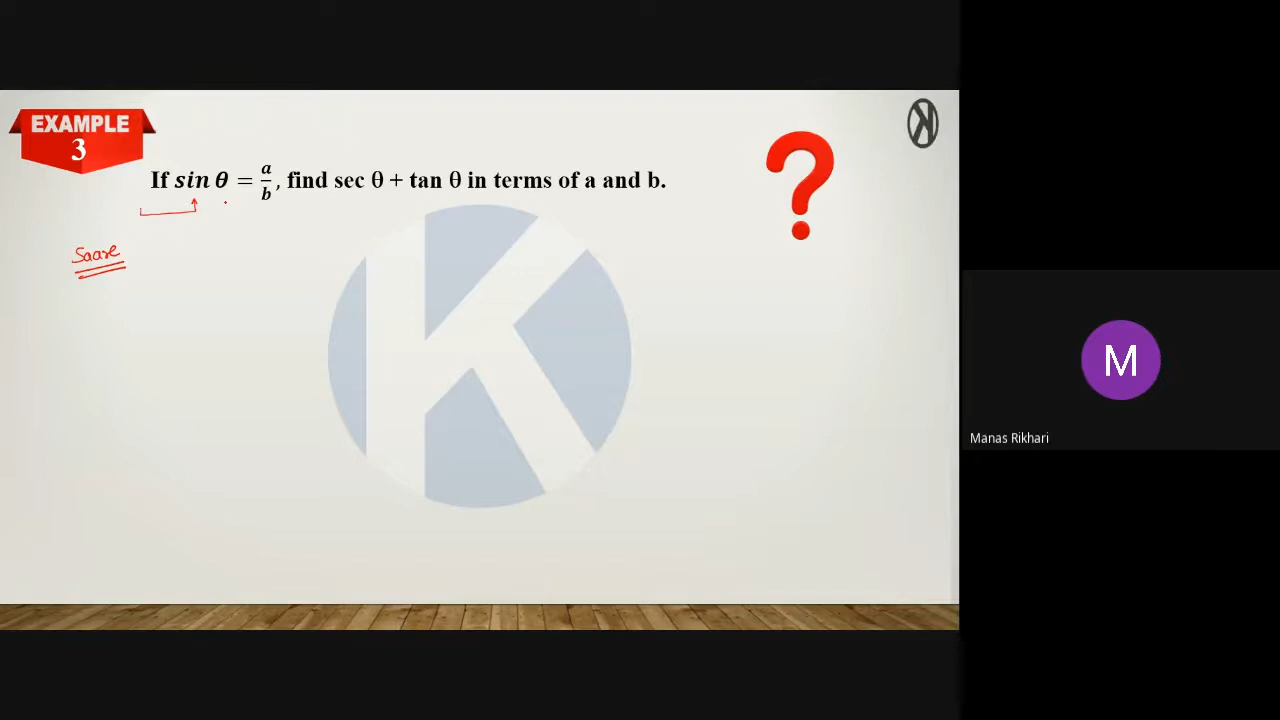 EXAMPLE
3
If sin θ = a/b, find sec θ + tan θ in terms of a and b.
Saare
M
Manas Rikhari